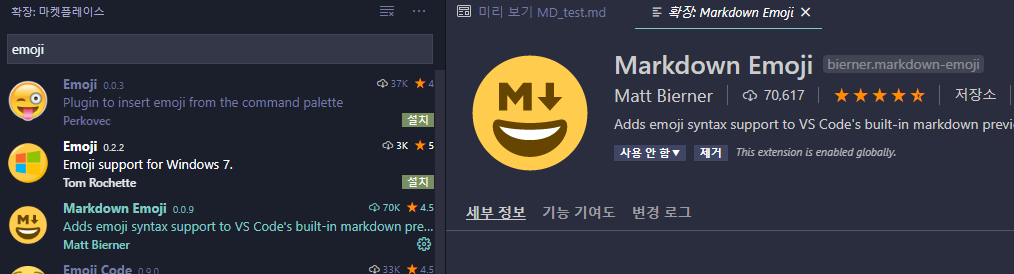 확장: 마켓플레이스
emoji
Emoji 0.0.3 37K ★ 4
Plugin to insert emoji from the command palette
Perkovec 설치
Emoji 0.2.2 3K ★ 5
Emoji support for Windows 7.
Tom Rochette 설치
Markdown Emoji 0.0.9 70K ★ 4.5
Adds emoji syntax support to VS Code's built-in markdown pre...
Matt Bierner
Emoji Code 0.9.0 33K ★ 4.5
미리 보기 MD_test.md 확장: Markdown Emoji ×
M
Markdown Emoji bierner.markdown-emoji
Matt Bierner 70,617 저장소
Adds emoji syntax support to VS Code's built-in markdown previ
사용 안 함▼ 제거 This extension is enabled globally.
세부 정보 기능 기여도 변경 로그